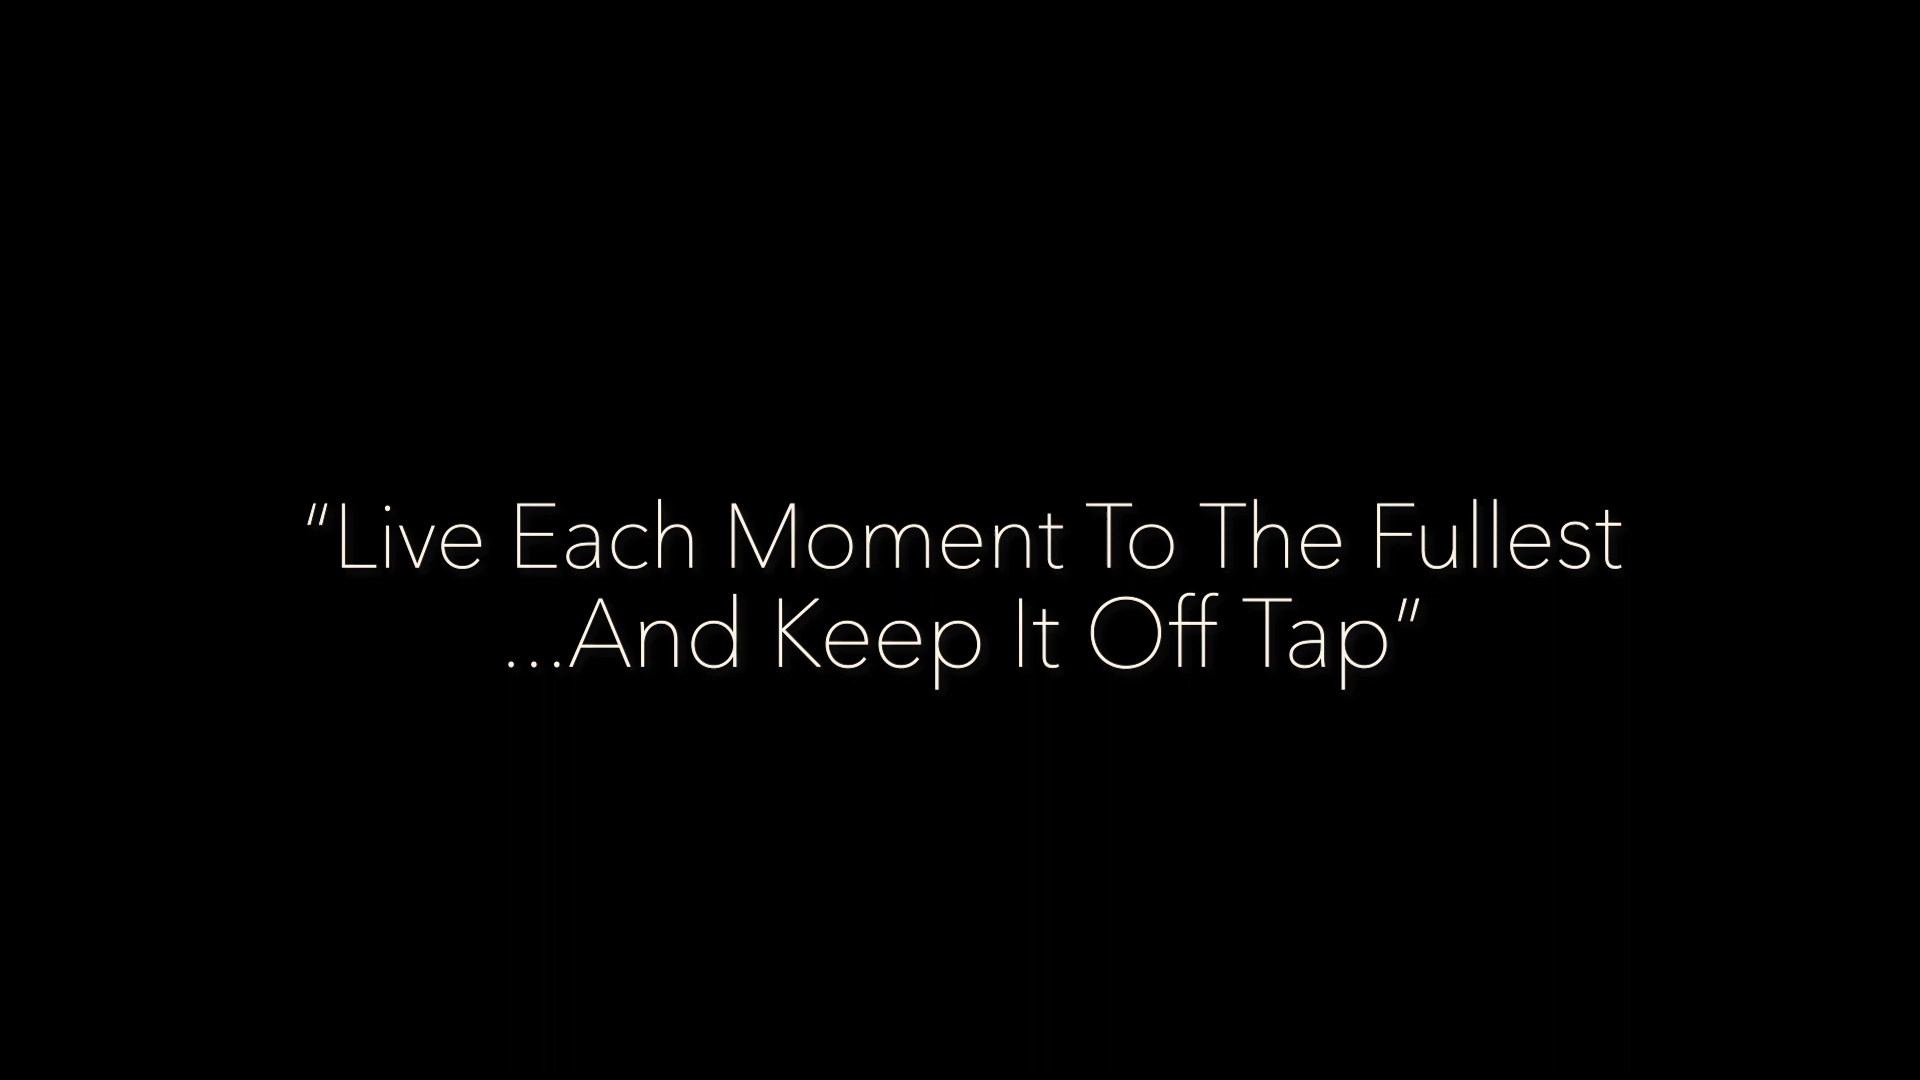 “Live Each Moment To The Fullest
…And Keep It Off Tap”